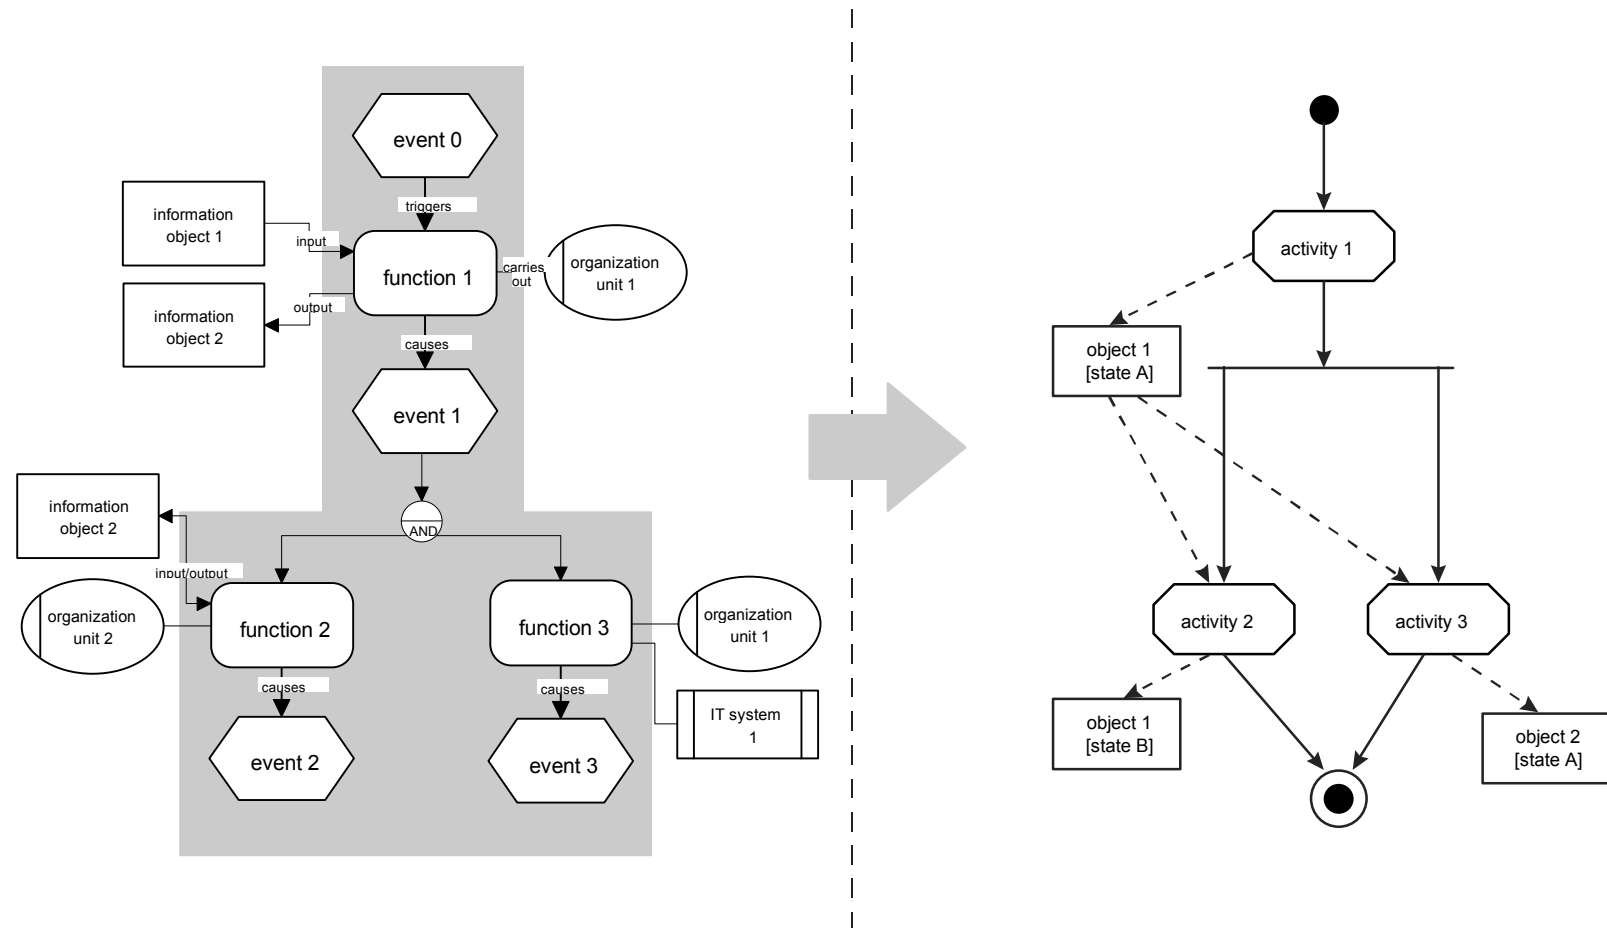 event 0
triggers
information
object 1
input
function 1
carries
out
organization
unit 1
information
object 2
output
causes
event 1
AND
information
object 2
input/output
organization
unit 2
function 2
function 3
organization
unit 1
causes
causes
IT system
1
event 2
event 3
activity 1
object 1
[state A]
activity 2
activity 3
object 1
[state B]
object 2
[state A]